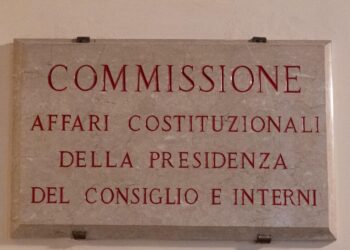 COMMISSIONE
AFFARI COSTITUZIONALI
DELLA PRESIDENZA
DEL CONSIGLIO E INTERNI